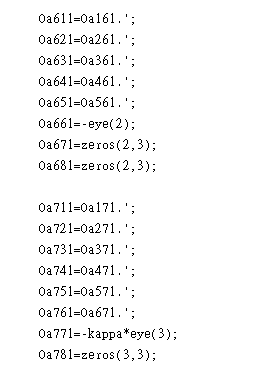 Oa611=Oa161.';
Oa621=Oa261.';
Oa631=Oa361.';
Oa641=Oa461.';
Oa651=Oa561.';
Oa661=-eye(2);
Oa671=zeros(2,3);
Oa681=zeros(2,3);
Oa711=Oa171.';
Oa721=Oa271.';
Oa731=Oa371.';
Oa741=Oa471.';
Oa751=Oa571.';
Oa761=Oa671.';
Oa771=-kappa*eye(3);
Oa781=zeros(3,3);